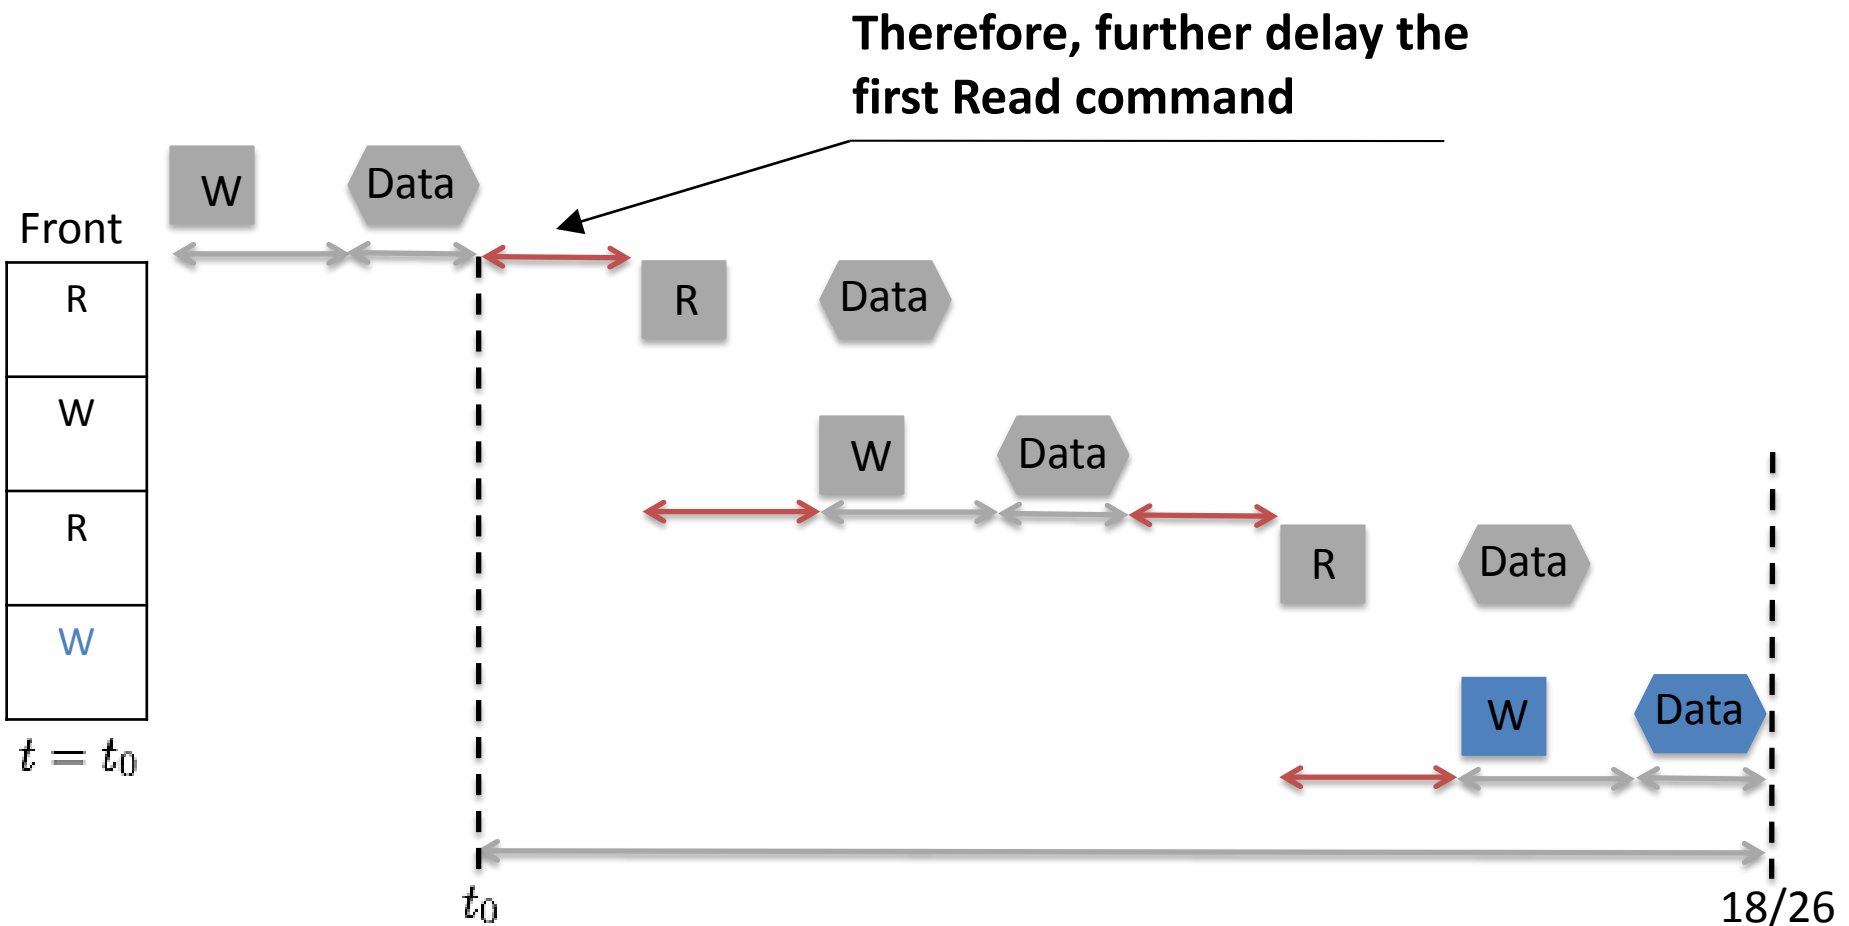 Therefore, further delay the
first Read command
W
Data
Front
R
R
Data
W
W
Data
R
R
Data
W
W
Data
t = t0
t0
18/26